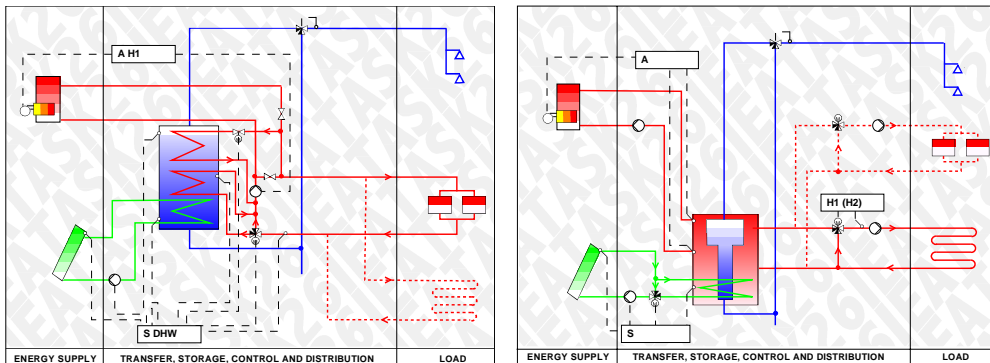 A H1
S DHW
ENERGY SUPPLY
TRANSFER, STORAGE, CONTROL AND DISTRIBUTION
LOAD
A
H1 (H2)
S
ENERGY SUPPLY
TRANSFER, STORAGE, CONTROL AND DISTRIBUTION
LOAD